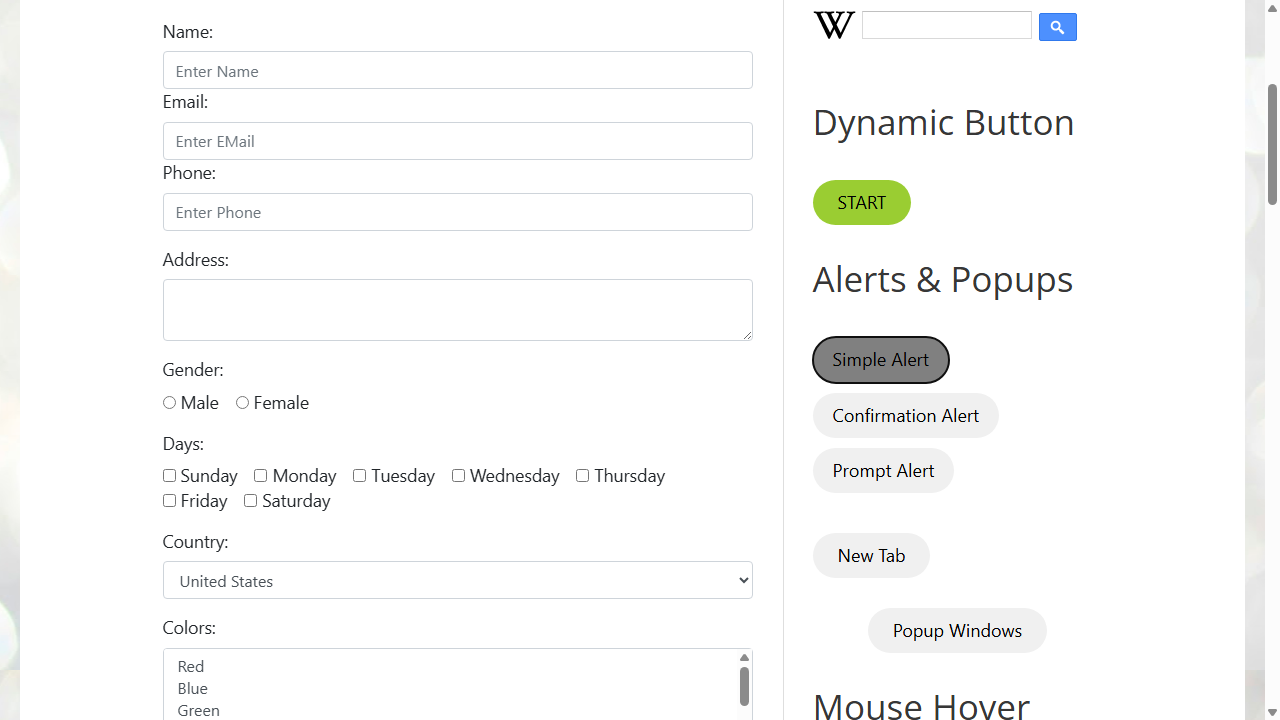 Name:
Enter Name
Email:
Enter EMail
Phone:
Enter Phone
Address:
Gender:
Male Female
Days:
Sunday Monday Tuesday Wednesday Thursday
Friday Saturday
Country:
United States
Colors:
Red
Blue
Green
W
Dynamic Button
START
Alerts & Popups
Simple Alert
Confirmation Alert
Prompt Alert
New Tab
Popup Windows
Mouse Hover